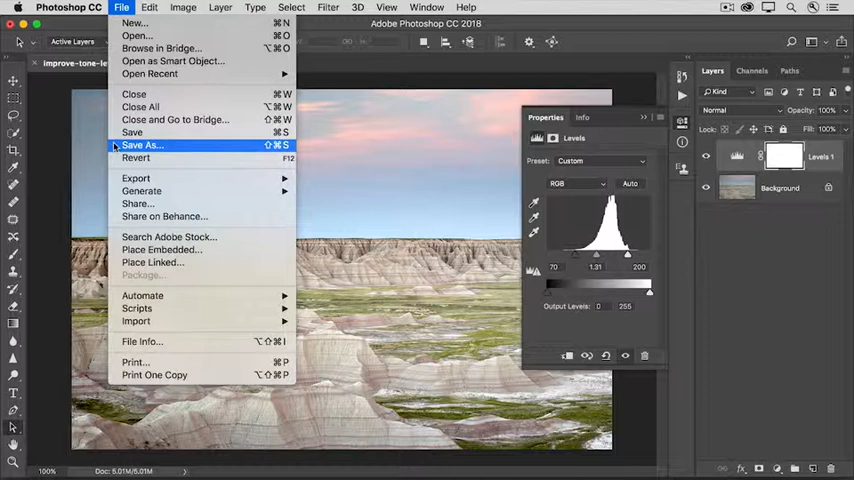 Photoshop CC File Edit Image Layer Type Select Filter 3D View Window Help
Adobe Photoshop CC 2018
Active Layers
improve-tone-le
New... ⌘N
Open... ⌘O
Browse in Bridge... ⌥⌘O
Open as Smart Object...
Open Recent
Close ⌘W
Close All ⌥⌘W
Close and Go to Bridge... ⇧⌘W
Save ⌘S
Save As... ⇧⌘S
Revert F12
Export
Generate
Share...
Share on Behance...
Search Adobe Stock...
Place Embedded...
Place Linked...
Package...
Automate
Scripts
Import
File Info... ⌥⇧⌘I
Print... ⌘P
Print One Copy ⌥⇧⌘P
Properties Info
Levels
Preset: Custom
RGB Auto
70 1.31 200
Output Levels: 0 255
Layers Channels Paths
Kind
Normal Opacity: 100%
Lock: Fill: 100%
Levels 1
Background
fx
100% Doc: 5.01M/5.01M